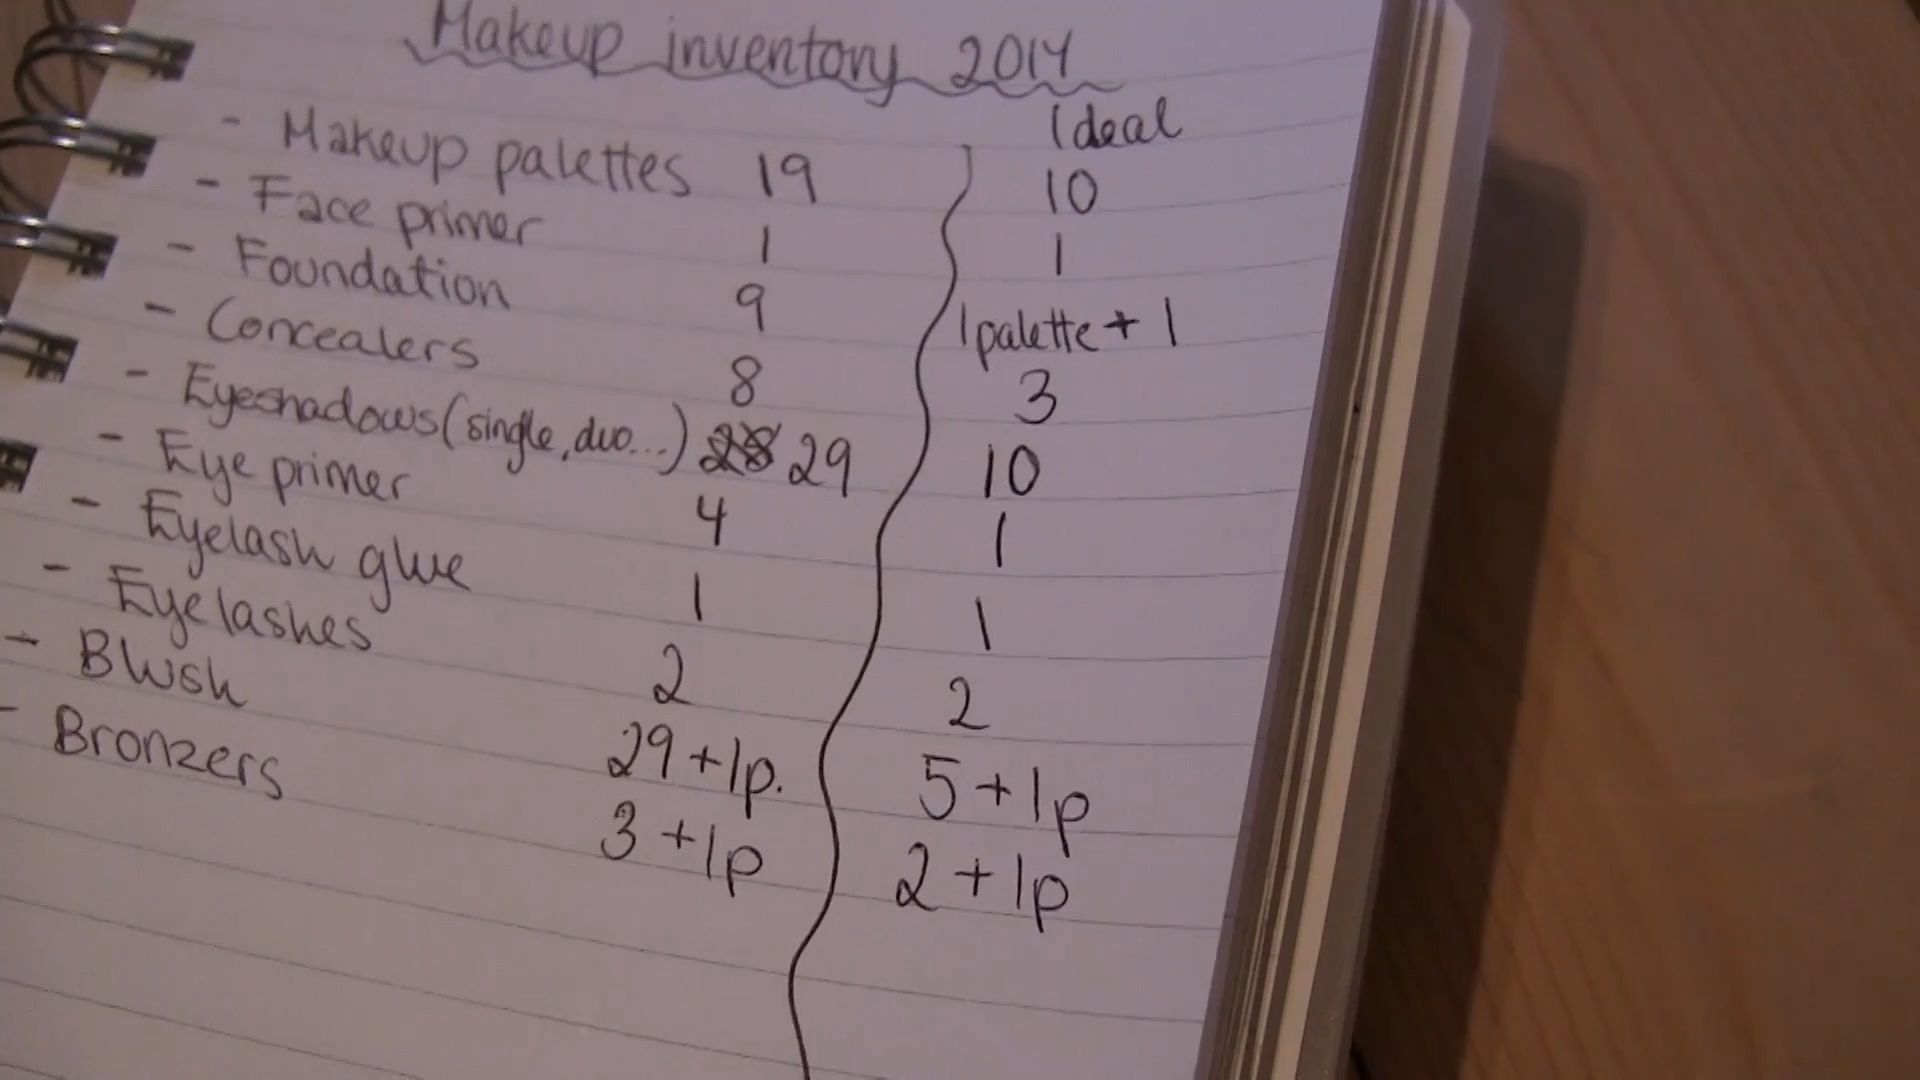 Makeup inventory 2014
Ideal
- Makeup palettes 19 10
- Face primer 1 1
- Foundation 9 1 palette + 1
- Concealers 8 3
- Eyeshadows (single, duo...) 28 29 10
- Eye primer 4 1
- Eyelash glue 1 1
- Eyelashes 2 2
- Blush 29 + 1p. 5 + 1p
- Bronzers 3 + 1p 2 + 1p